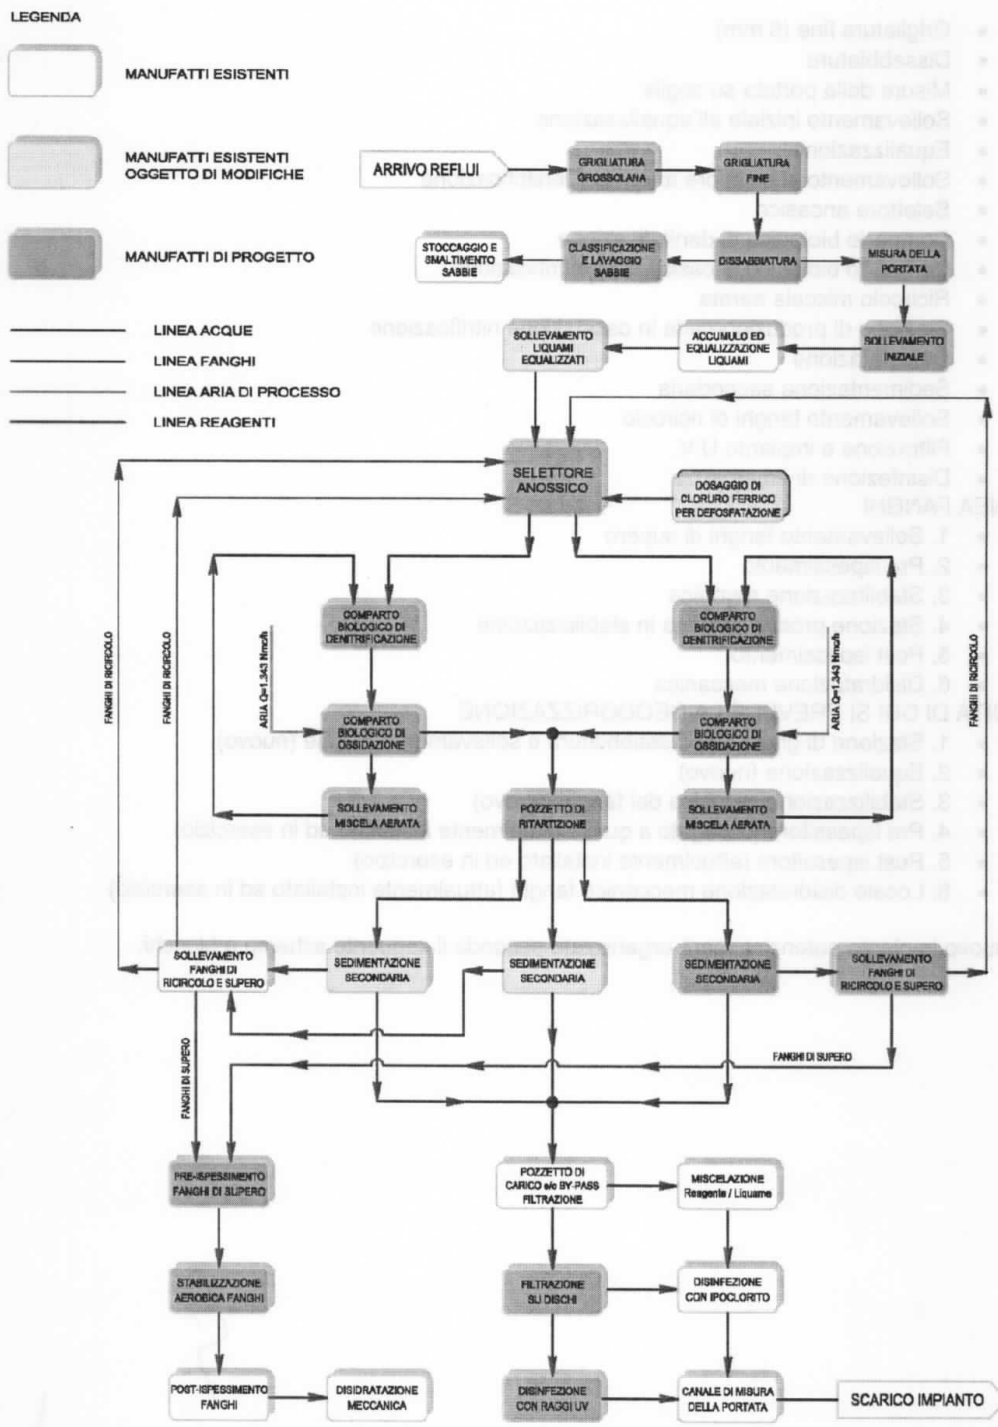 LEGENDA
MANUFATTI ESISTENTI
MANUFATTI ESISTENTI
OGGETTO DI MODIFICHE
MANUFATTI DI PROGETTO
LINEA ACQUE
LINEA FANGHI
LINEA ARIA DI PROCESSO
LINEA REAGENTI
ARRIVO REFLUI
GRIGLIATURA
GROSSOLANA
GRIGLIATURA
FINE
STOCCAGGIO E
SMALTIMENTO
SABBIE
CLASSIFICAZIONE
E LAVAGGIO
SABBIE
DISSABBIATURA
MISURA DELLA
PORTATA
SOLLEVAMENTO
LIQUAMI
EQUALIZZATI
ACCUMULO ED
EQUALIZZAZIONE
LIQUAMI
SOLLEVAMENTO
INIZIALE
SELETTORE
ANOSSICO
DOSAGGIO DI
CLORURO FERRICO
PER DEFOSFATAZIONE
COMPARTO
BIOLOGICO DI
DENITRIFICAZIONE
COMPARTO
BIOLOGICO DI
DENITRIFICAZIONE
FANGHI DI RICIRCOLO
FANGHI DI RICIRCOLO
ARIA Q=1.343 Nmc/h
ARIA Q=1.343 Nmc/h
FANGHI DI RICIRCOLO
COMPARTO
BIOLOGICO DI
OSSIDAZIONE
COMPARTO
BIOLOGICO DI
OSSIDAZIONE
SOLLEVAMENTO
MISCELA AERATA
POZZETTO DI
RITARTIZIONE
SOLLEVAMENTO
MISCELA AERATA
SOLLEVAMENTO
FANGHI DI
RICIRCOLO E SUPERO
SEDIMENTAZIONE
SECONDARIA
SEDIMENTAZIONE
SECONDARIA
SEDIMENTAZIONE
SECONDARIA
SOLLEVAMENTO
FANGHI DI
RICIRCOLO E SUPERO
FANGHI DI SUPERO
FANGHI DI SUPERO
PRE-ISPESSIMENTO
FANGHI DI SUPERO
POZZETTO DI
CARICO e/o BY-PASS
FILTRAZIONE
MISCELAZIONE
Reagente / Liquame
STABILIZZAZIONE
AEROBICA FANGHI
FILTRAZIONE
SU DISCHI
DISINFEZIONE
CON IPOCLORITO
POST-ISPESSIMENTO
FANGHI
DISIDRATAZIONE
MECCANICA
DISINFEZIONE
CON RAGGI UV
CANALE DI MISURA
DELLA PORTATA
SCARICO IMPIANTO